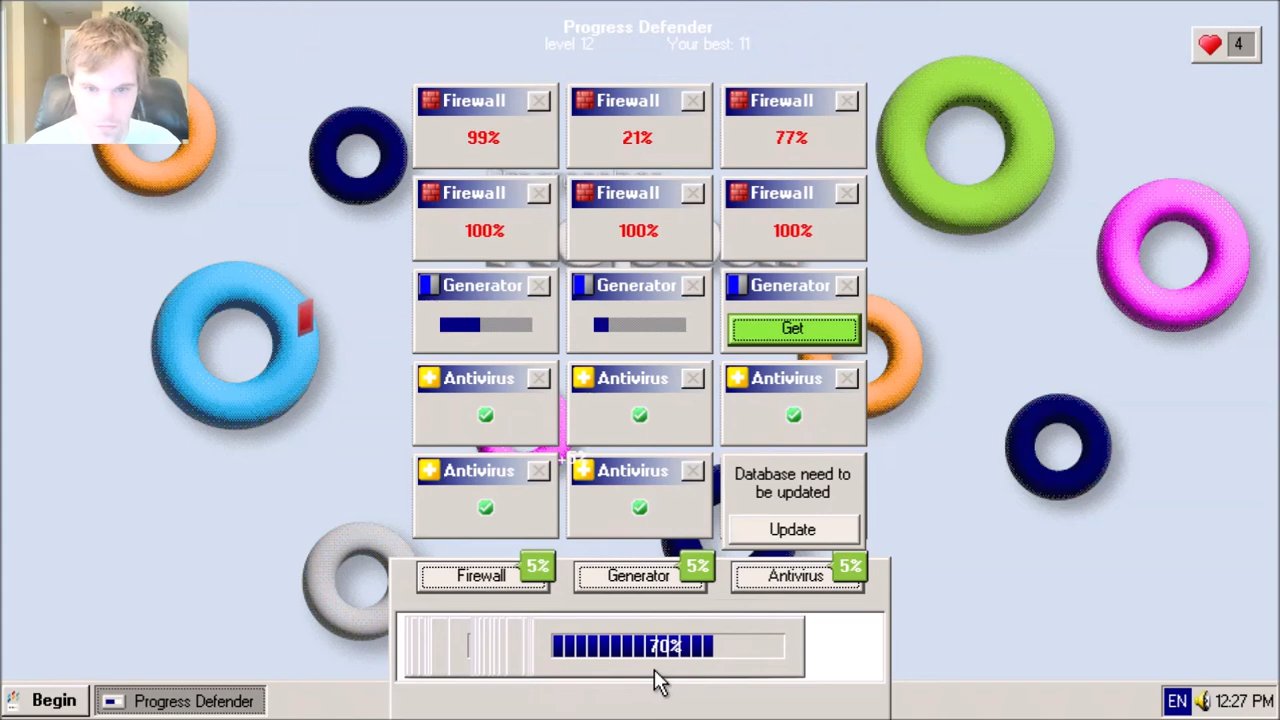 Progress Defender
level 12 Your best: 11
4
Firewall Firewall Firewall
99% 21% 77%
Firewall Firewall Firewall
100% 100% 100%
Generator Generator Generator
Get
Antivirus Antivirus Antivirus
Antivirus Antivirus Database need to
be updated
Update
5% 5% 5%
Firewall Generator Antivirus
70%
Begin Progress Defender EN 12:27 PM